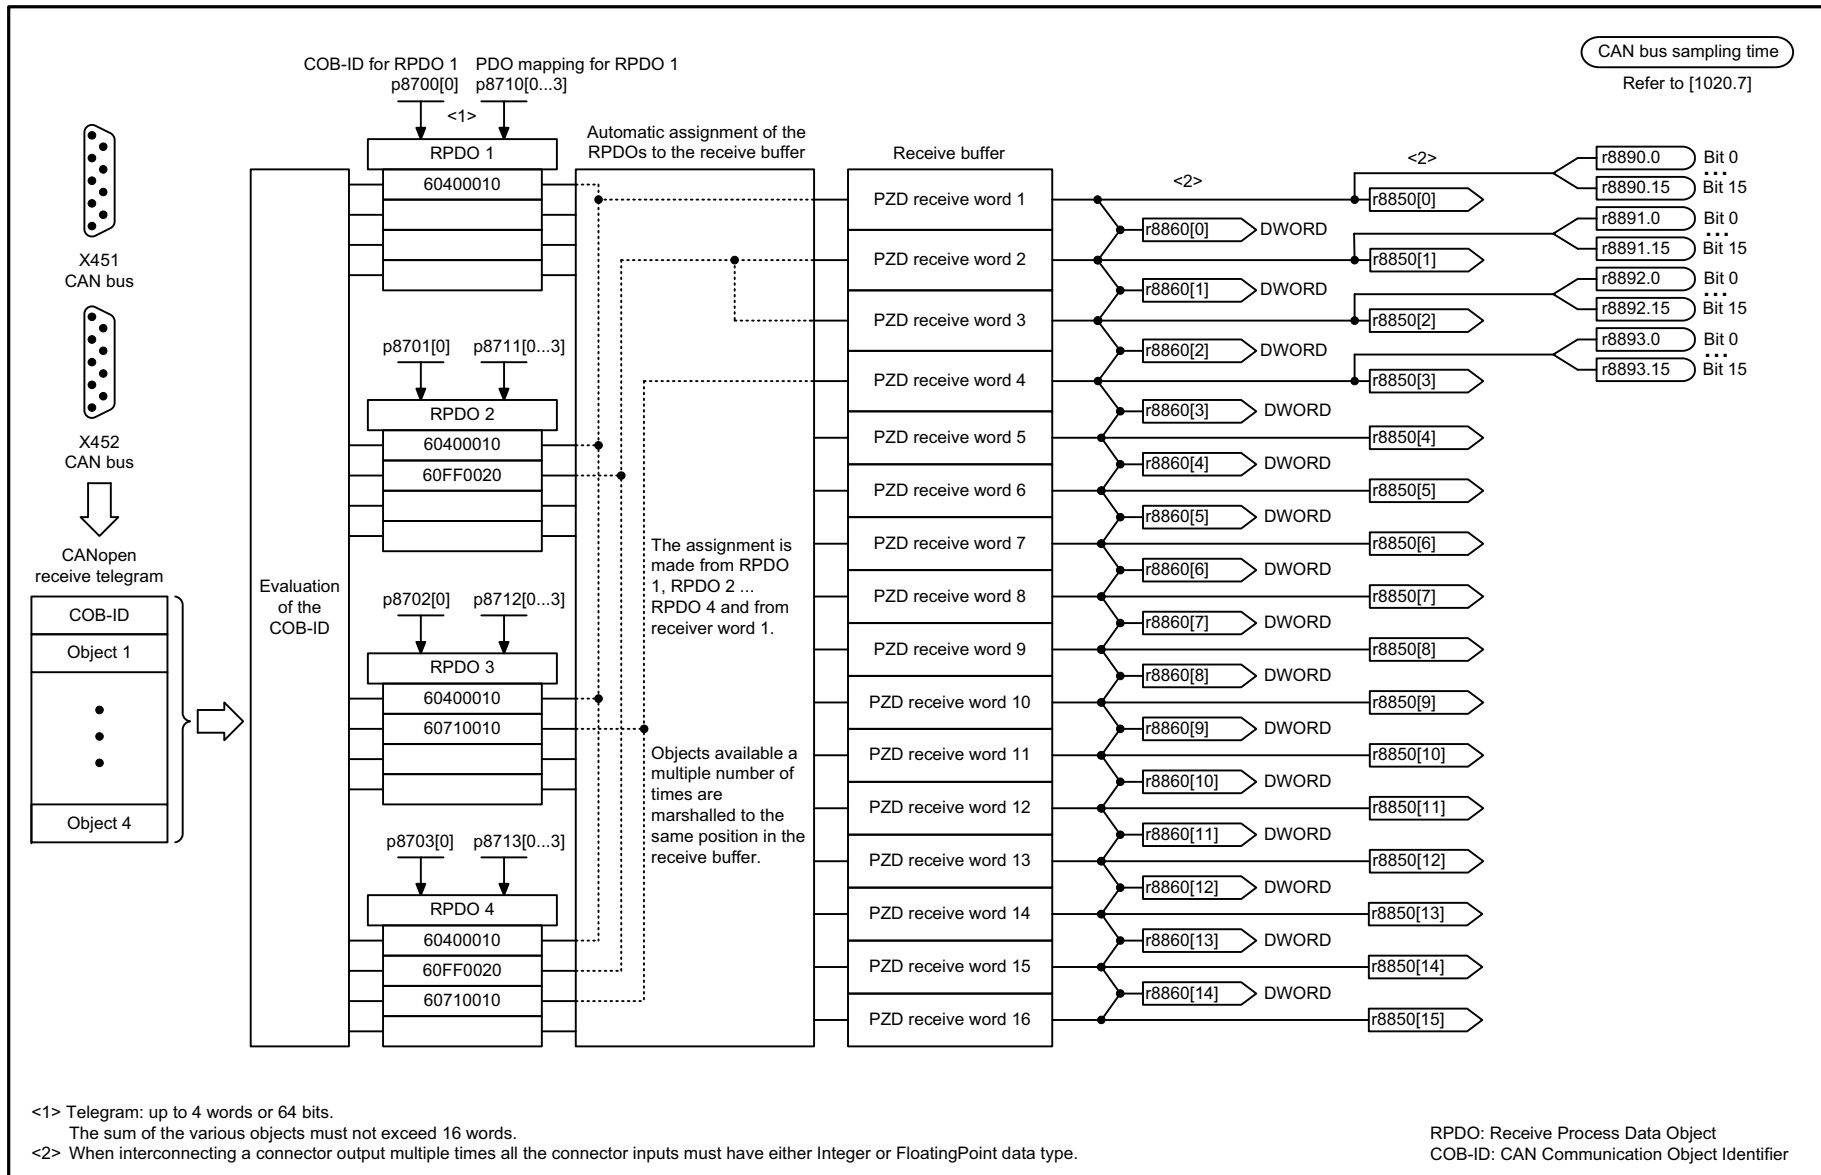 COB-ID for RPDO 1 PDO mapping for RPDO 1
p8700[0] p8710[0...3]
<1>
CAN bus sampling time
Refer to [1020.7]
X451
CAN bus
X452
CAN bus
CANopen
receive telegram
COB-ID
Object 1
Object 4
Evaluation
of the
COB-ID
RPDO 1
60400010
p8701[0] p8711[0...3]
RPDO 2
60400010
60FF0020
p8702[0] p8712[0...3]
RPDO 3
60400010
60710010
p8703[0] p8713[0...3]
RPDO 4
60400010
60FF0020
60710010
Automatic assignment of the
RPDOs to the receive buffer
The assignment is
made from RPDO
1, RPDO 2 ...
RPDO 4 and from
receiver word 1.
Objects available a
multiple number of
times are
marshalled to the
same position in the
receive buffer.
Receive buffer
PZD receive word 1
PZD receive word 2
PZD receive word 3
PZD receive word 4
PZD receive word 5
PZD receive word 6
PZD receive word 7
PZD receive word 8
PZD receive word 9
PZD receive word 10
PZD receive word 11
PZD receive word 12
PZD receive word 13
PZD receive word 14
PZD receive word 15
PZD receive word 16
<2>
r8860[0] DWORD
r8860[1] DWORD
r8860[2] DWORD
r8860[3] DWORD
r8860[4] DWORD
r8860[5] DWORD
r8860[6] DWORD
r8860[7] DWORD
r8860[8] DWORD
r8860[9] DWORD
r8860[10] DWORD
r8860[11] DWORD
r8860[12] DWORD
r8860[13] DWORD
r8860[14] DWORD
<2>
r8850[0]
r8850[1]
r8850[2]
r8850[3]
r8850[4]
r8850[5]
r8850[6]
r8850[7]
r8850[8]
r8850[9]
r8850[10]
r8850[11]
r8850[12]
r8850[13]
r8850[14]
r8850[15]
r8890.0 Bit 0
...
r8890.15 Bit 15
r8891.0 Bit 0
...
r8891.15 Bit 15
r8892.0 Bit 0
...
r8892.15 Bit 15
r8893.0 Bit 0
...
r8893.15 Bit 15
<1> Telegram: up to 4 words or 64 bits.
The sum of the various objects must not exceed 16 words.
<2> When interconnecting a connector output multiple times all the connector inputs must have either Integer or FloatingPoint data type.
RPDO: Receive Process Data Object
COB-ID: CAN Communication Object Identifier